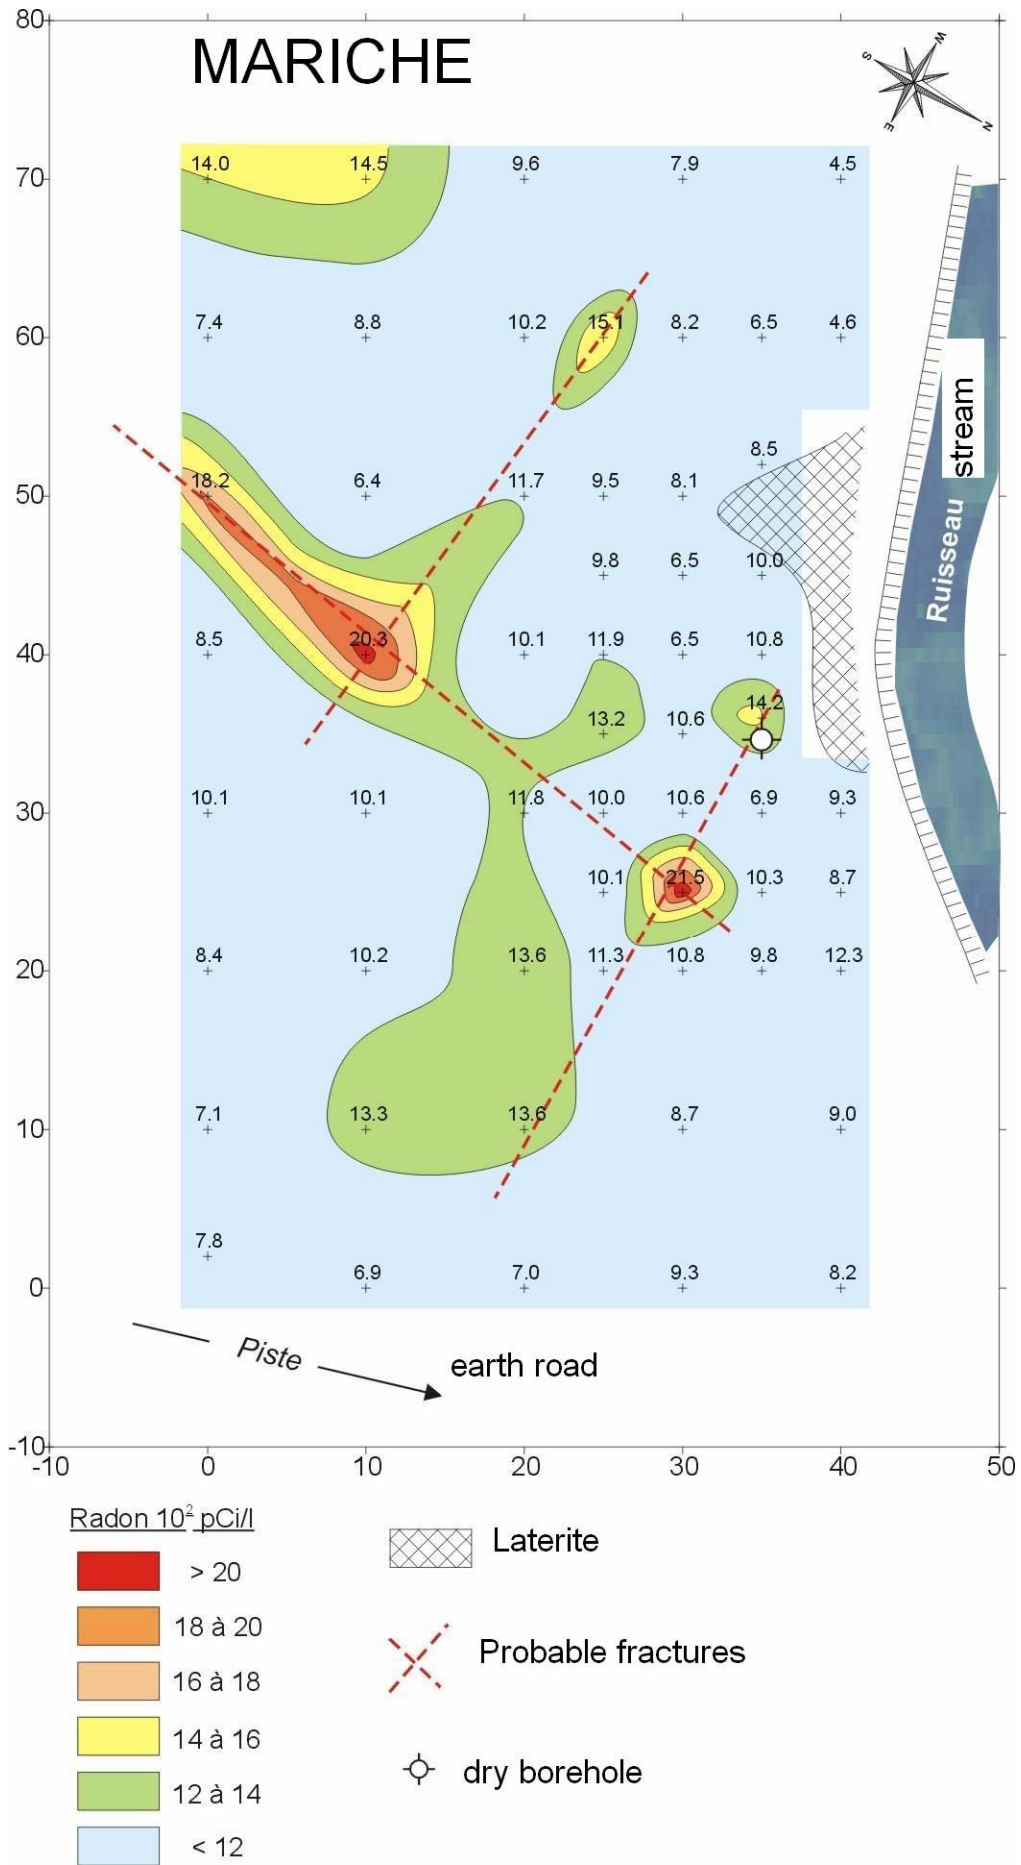 80
MARICHE
W
S
E
N
14.0 14.5 9.6 7.9 4.5
70
7.4 8.8 10.2 15.1 8.2 6.5 4.6
60
stream
8.5
18.2 6.4 11.7 9.5 8.1
50
Ruisseau
9.8 6.5 10.0
8.5 20.3 10.1 11.9 6.5 10.8
40
14.2
13.2 10.6
10.1 10.1 11.8 10.0 10.6 6.9 9.3
30
10.1 21.5 10.3 8.7
8.4 10.2 13.6 11.3 10.8 9.8 12.3
20
7.1 13.3 13.6 8.7 9.0
10
7.8
6.9 7.0 9.3 8.2
0
Piste
earth road
-10
-10 0 10 20 30 40 50
Radon 10² pCi/l
> 20
18 à 20
16 à 18
14 à 16
12 à 14
< 12
Laterite
Probable fractures
dry borehole